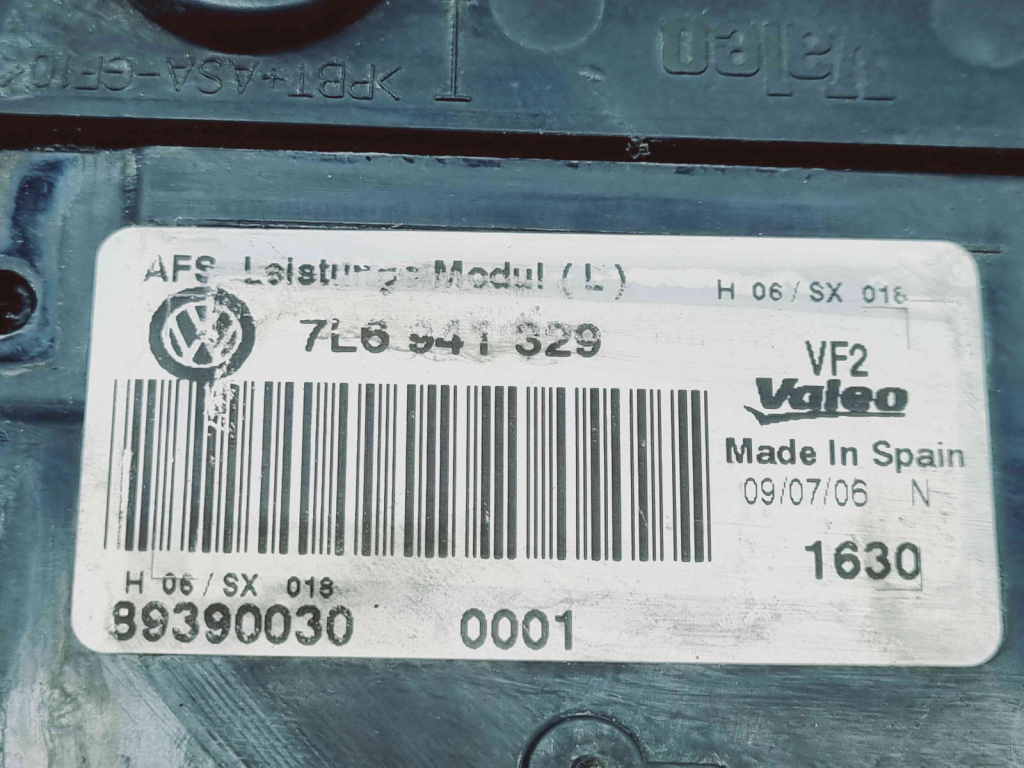 >PBT+ASA-GF10<
Valeo
AFS Leistungs Modul (L)
H 06/SX 018
7L6 941 329
VF2
Valeo
Made In Spain
09/07/06 N
1630
H 06/SX 018
89390030 0001